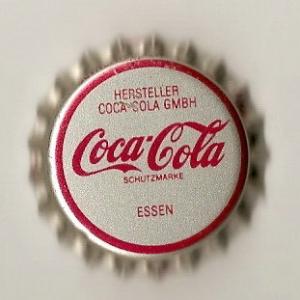 HERSTELLER
COCA-COLA GMBH
Coca-Cola
SCHUTZMARKE
ESSEN